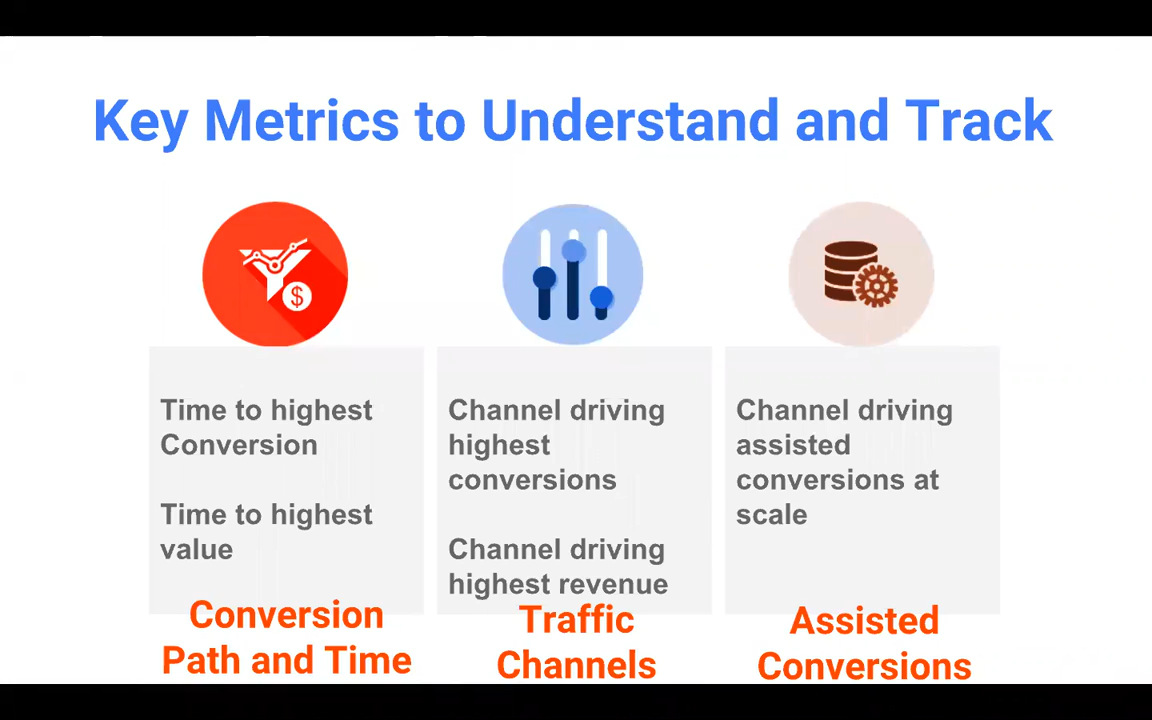 Key Metrics to Understand and Track
$
Time to highest
Conversion
Time to highest
value
Conversion
Path and Time
Channel driving
highest
conversions
Channel driving
highest revenue
Traffic
Channels
Channel driving
assisted
conversions at
scale
Assisted
Conversions